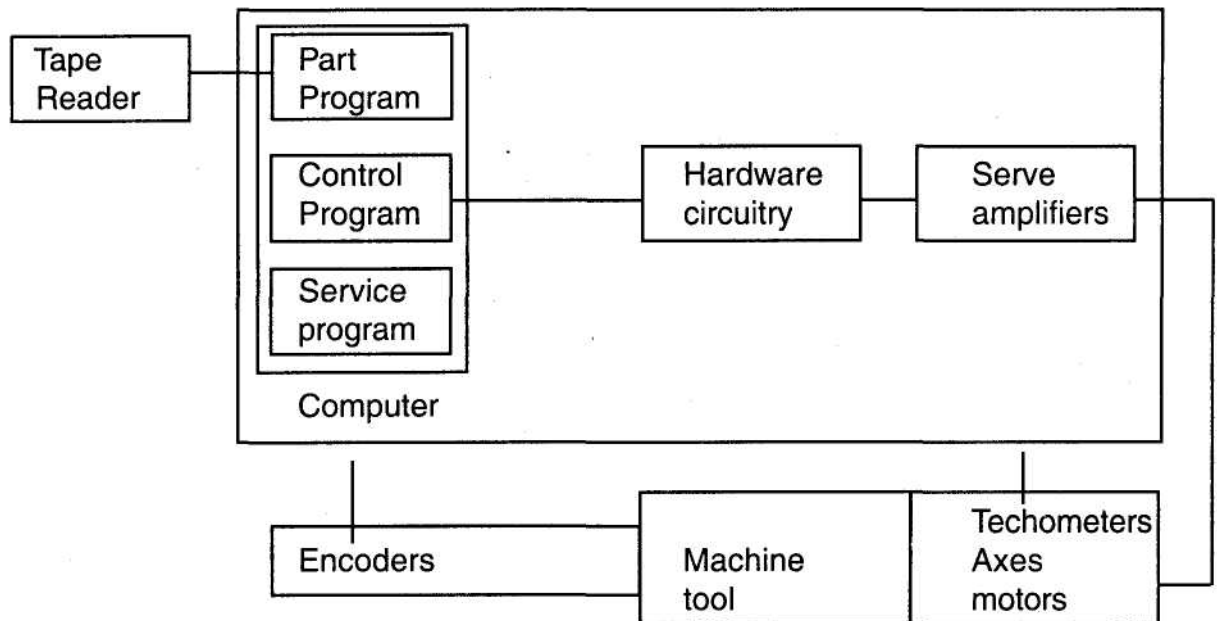 Tape
Reader
Part
Program
Control
Program
Service
program
Computer
Hardware
circuitry
Serve
amplifiers
Encoders
Machine
tool
Techometers
Axes
motors